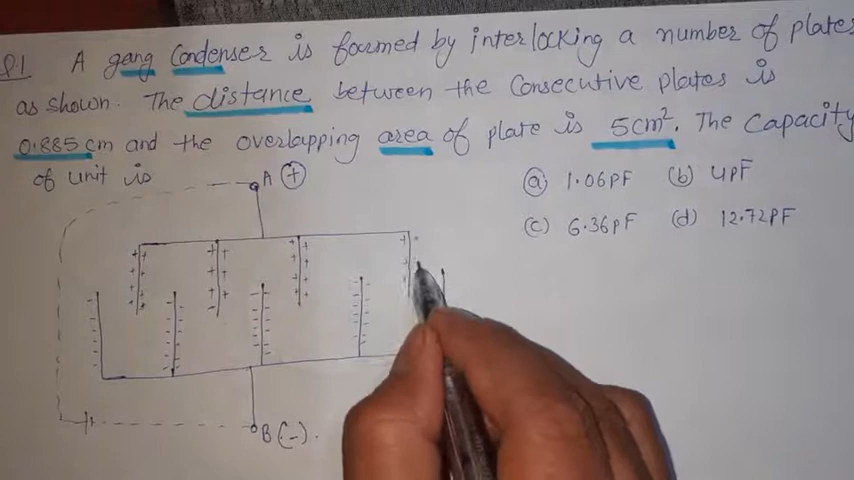 Q1 A gang Condenser is formed by interlocking a number of plates
as shown. The distance between the Consecutive plates is
0.885 cm and the overlapping area of plate is 5cm². The Capacity
of unit is
(a) 1.06PF (b) 4PF
(c) 6.36PF (d) 12.72PF
A (+)
B (-).